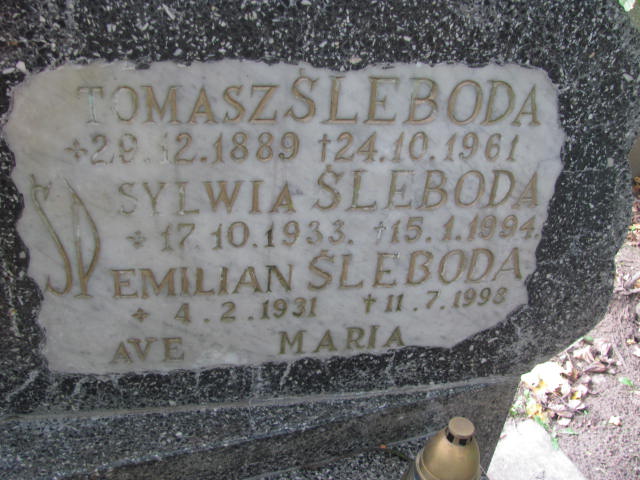 TOMASZ ŚLEBODA
+29.12.1889 †24.10.1961
SYLWIA ŚLEBODA
+17.10.1933. †15.1.1994.
ŚP EMILIAN ŚLEBODA
+4.2.1931 †11.7.1998
AVE MARIA